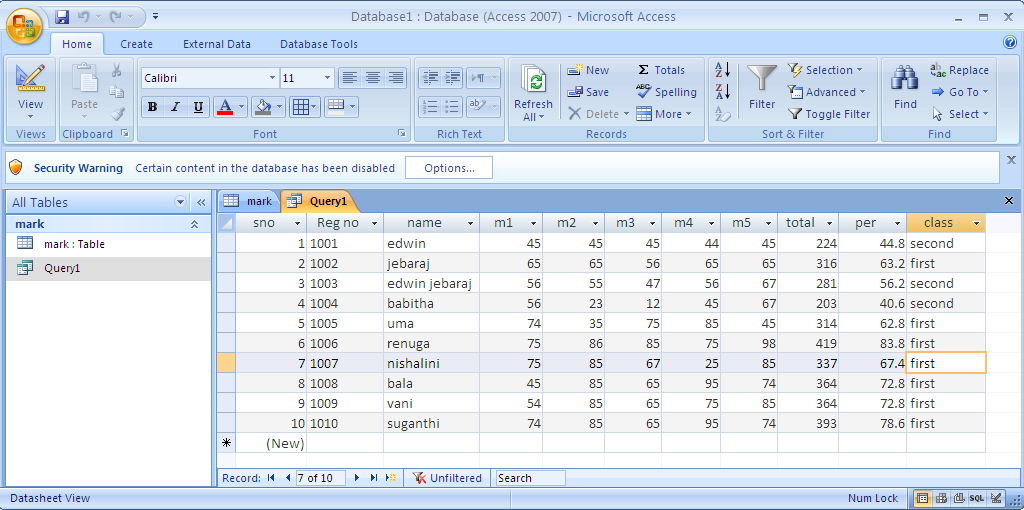 Database1 : Database (Access 2007) - Microsoft Access
Home Create External Data Database Tools
Calibri 11
New Σ Totals Selection Replace
View Paste Save Spelling Advanced Go To
B I U A Refresh All Delete More Filter Toggle Filter Find Select
Views Clipboard Font Rich Text Records Sort & Filter Find
Security Warning Certain content in the database has been disabled Options...
All Tables « mark Query1
mark sno Reg no name m1 m2 m3 m4 m5 total per class
mark : Table 1 1001 edwin 45 45 45 44 45 224 44.8 second
Query1 2 1002 jebaraj 65 65 56 65 65 316 63.2 first
3 1003 edwin jebaraj 56 55 47 56 67 281 56.2 second
4 1004 babitha 56 23 12 45 67 203 40.6 second
5 1005 uma 74 35 75 85 45 314 62.8 first
6 1006 renuga 75 86 85 75 98 419 83.8 first
7 1007 nishalini 75 85 67 25 85 337 67.4 first
8 1008 bala 45 85 65 95 74 364 72.8 first
9 1009 vani 54 85 65 75 85 364 72.8 first
10 1010 suganthi 74 85 65 95 74 393 78.6 first
* (New)
Record: 7 of 10 Unfiltered Search
Datasheet View Num Lock SQL